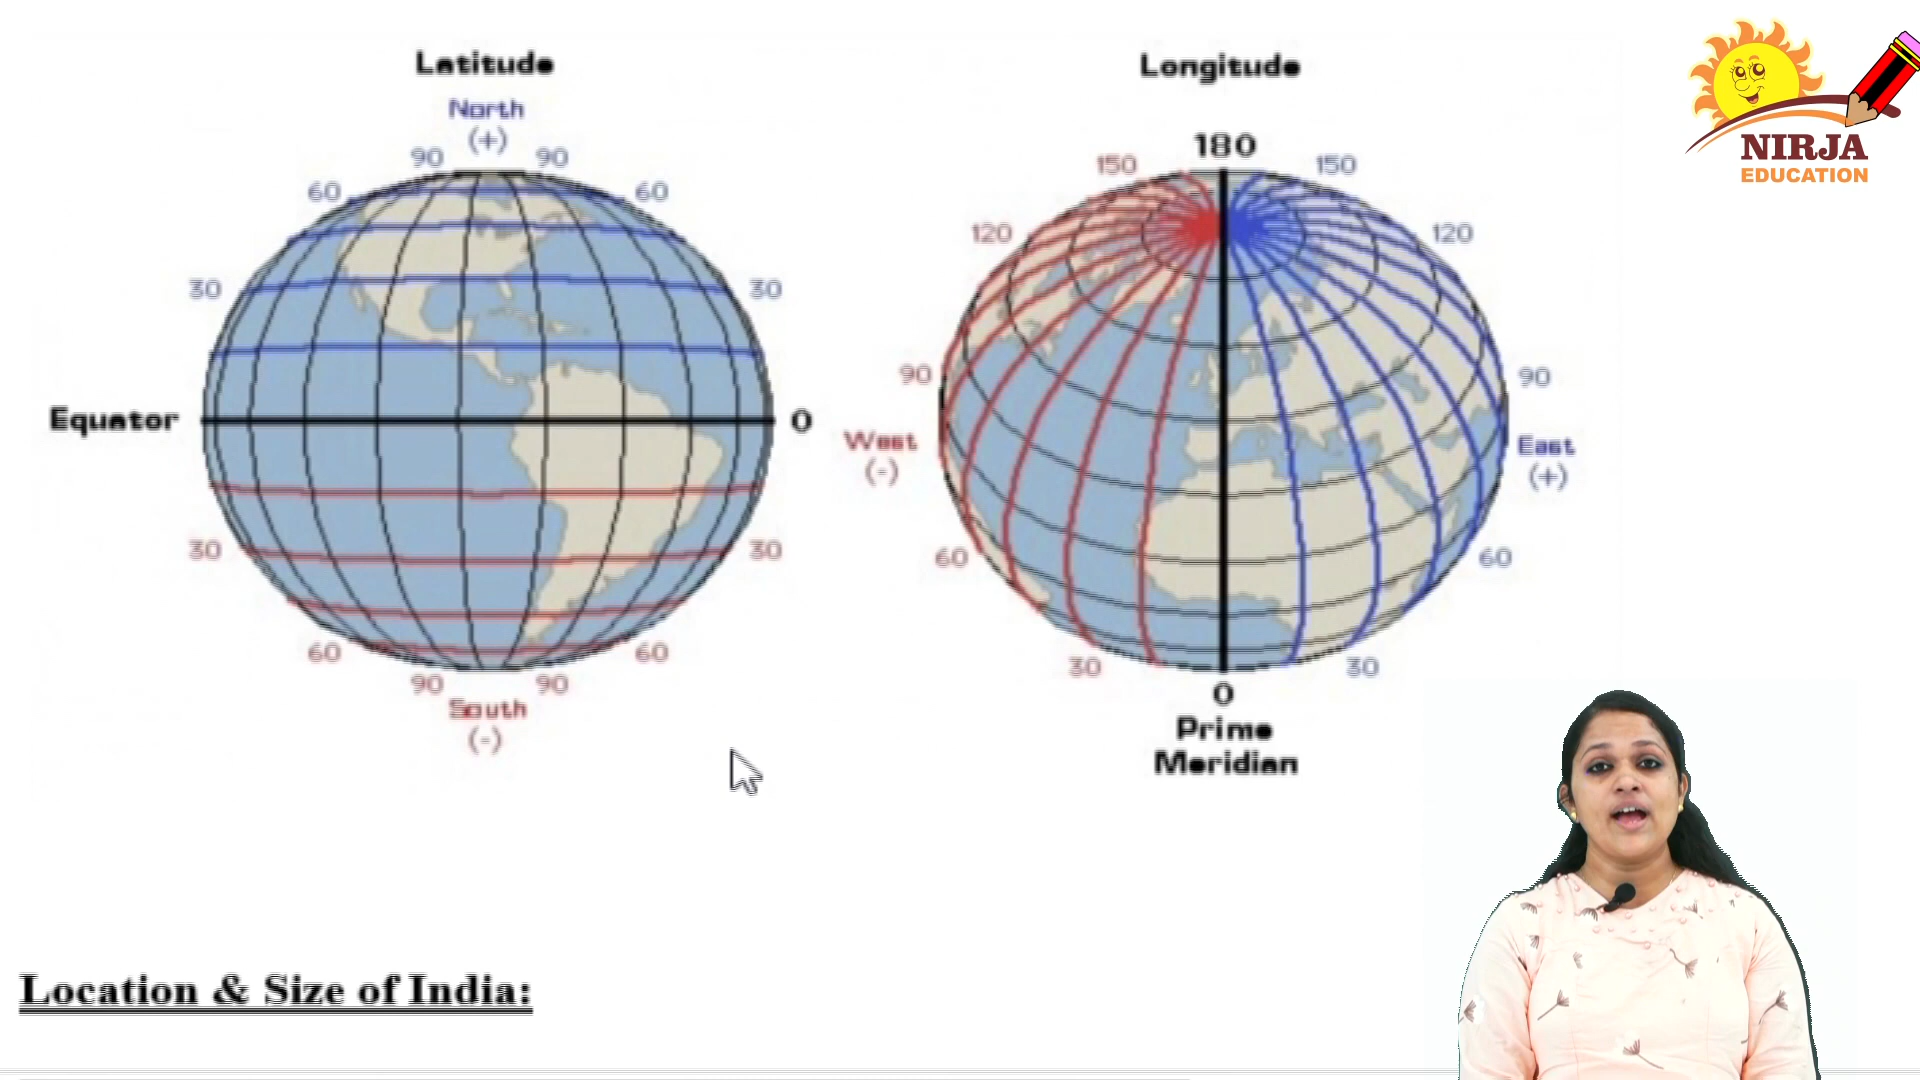 Latitude
North
(+)
90 90
60 60
30 30
Equator 0
30 30
60 60
90 90
South
(-)
Longitude
180
150 150
120 120
90 90
West
(-)
East
(+)
60 60
30 30
0
Prime
Meridian
NIRJA
EDUCATION
Location & Size of India: